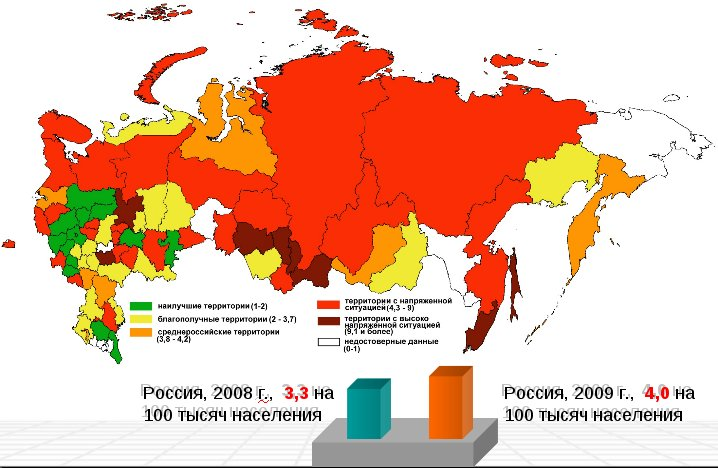 наилучшие территории (1-2)
благополучные территории (2 - 3,7)
среднероссийские территории
(3,8 - 4,2)
территории с напряженной
ситуацией (4,3 - 9)
территории с высоко
напряженной ситуацией
(9,1 и более)
недостоверные данные
(0-1)
Россия, 2008 г., 3,3 на
100 тысяч населения
Россия, 2009 г., 4,0 на
100 тысяч населения